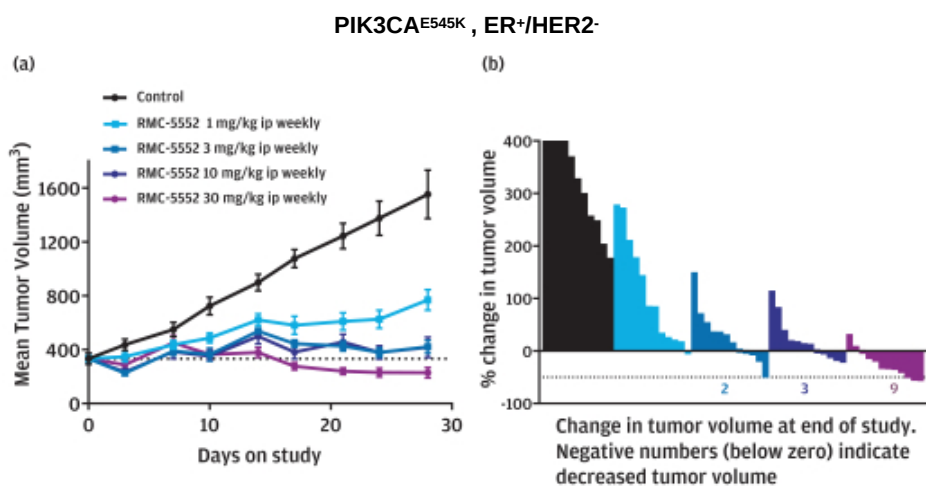 PIK3CAE545K , ER+/HER2-
(a)
Control
RMC-5552 1 mg/kg ip weekly
RMC-5552 3 mg/kg ip weekly
RMC-5552 10 mg/kg ip weekly
RMC-5552 30 mg/kg ip weekly
Mean Tumor Volume (mm3)
1600
1200
800
400
0
0
10
20
30
Days on study
(b)
% change in tumor volume
400
300
200
100
0
-100
2
3
9
Change in tumor volume at end of study.
Negative numbers (below zero) indicate
decreased tumor volume